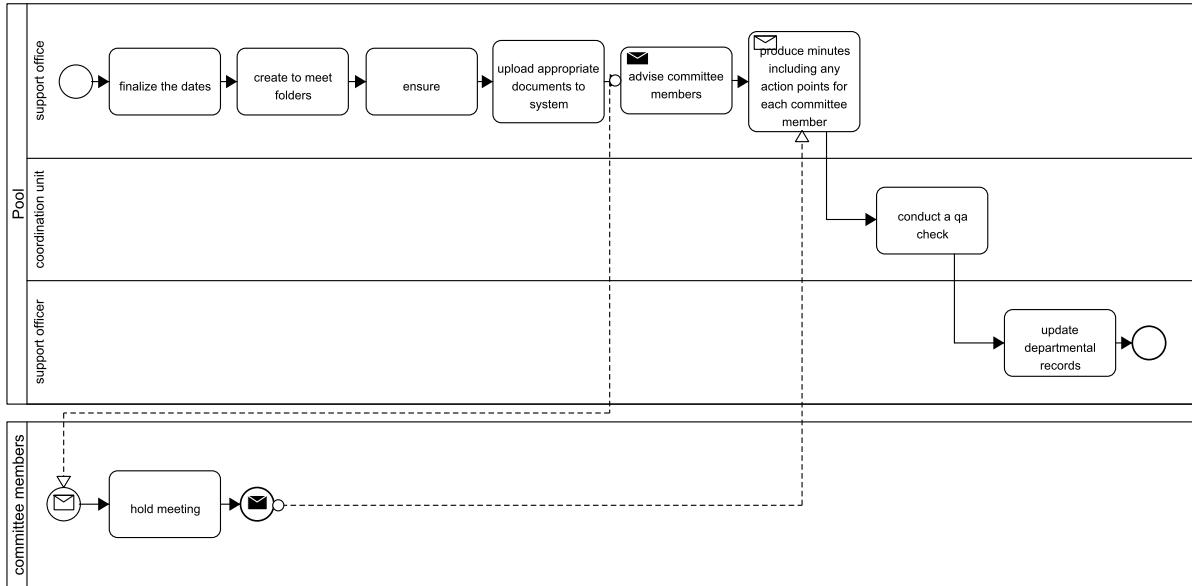 Pool
support office
finalize the dates
create to meet
folders
ensure
upload appropriate
documents to
system
advise committee
members
produce minutes
including any
action points for
each committee
member
coordination unit
conduct a qa
check
support officer
update
departmental
records
committee members
hold meeting